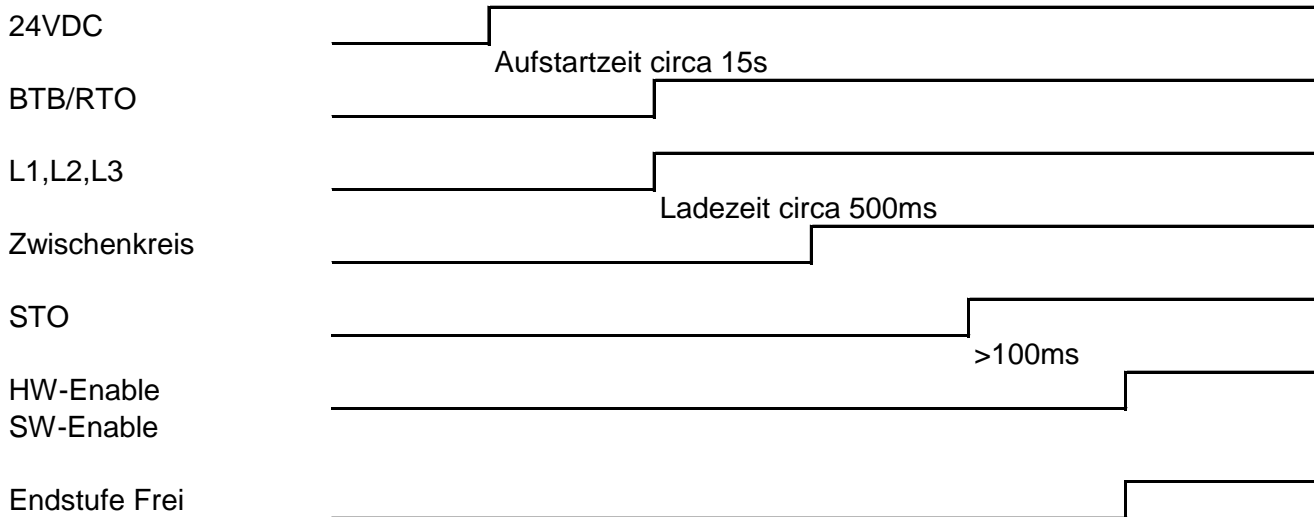 24VDC
Aufstartzeit circa 15s
BTB/RTO
L1,L2,L3
Ladezeit circa 500ms
Zwischenkreis
STO
>100ms
HW-Enable
SW-Enable
Endstufe Frei